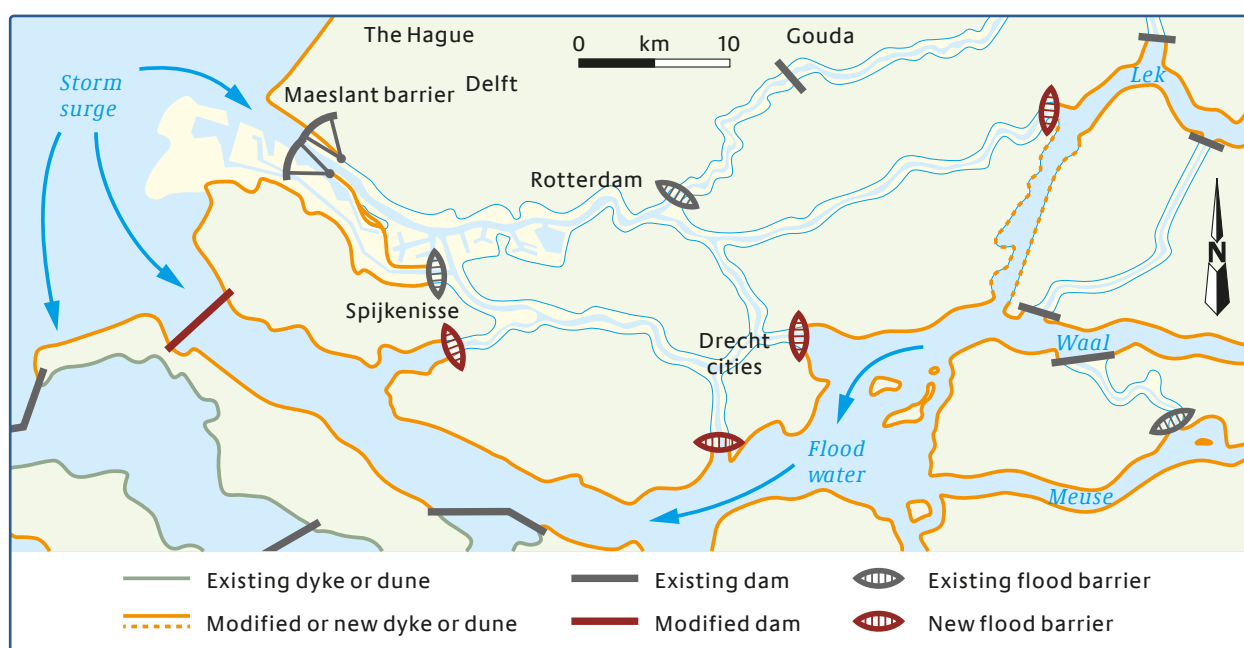 The Hague
0 km 10
Gouda
Storm
surge
Delft
Lek
Maeslant barrier
Rotterdam
N
Spijkenisse
Drecht
cities
Waal
Flood
water
Meuse
Existing dyke or dune
Existing dam
Existing flood barrier
Modified or new dyke or dune
Modified dam
New flood barrier